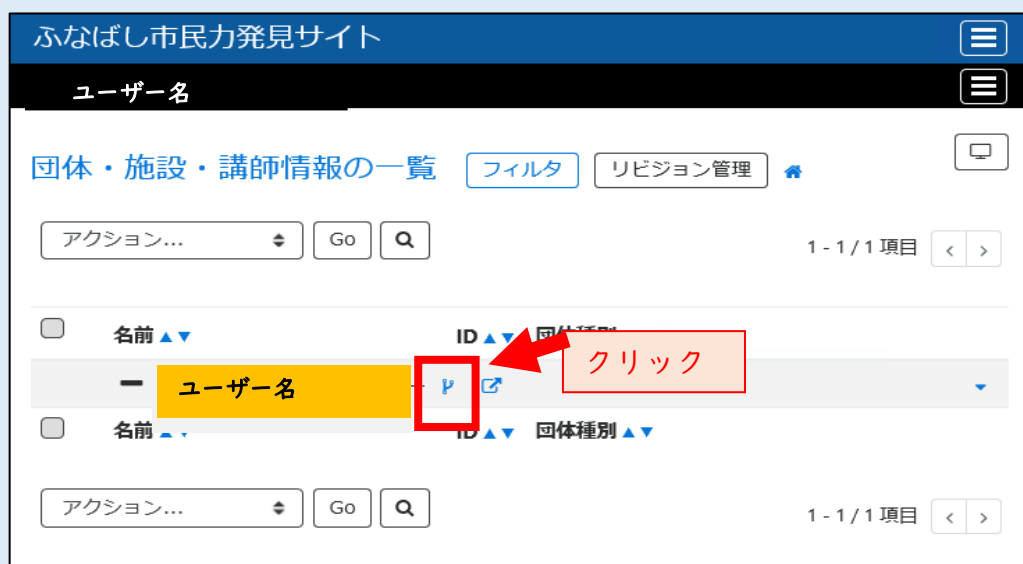 ふなばし市民力発見サイト
ユーザー名
団体・施設・講師情報の一覧 フィルタ リビジョン管理
アクション... Go
1 - 1 / 1 項目
名前 ID 団体種別
クリック
ユーザー名
名前 ID 団体種別
アクション... Go
1 - 1 / 1 項目